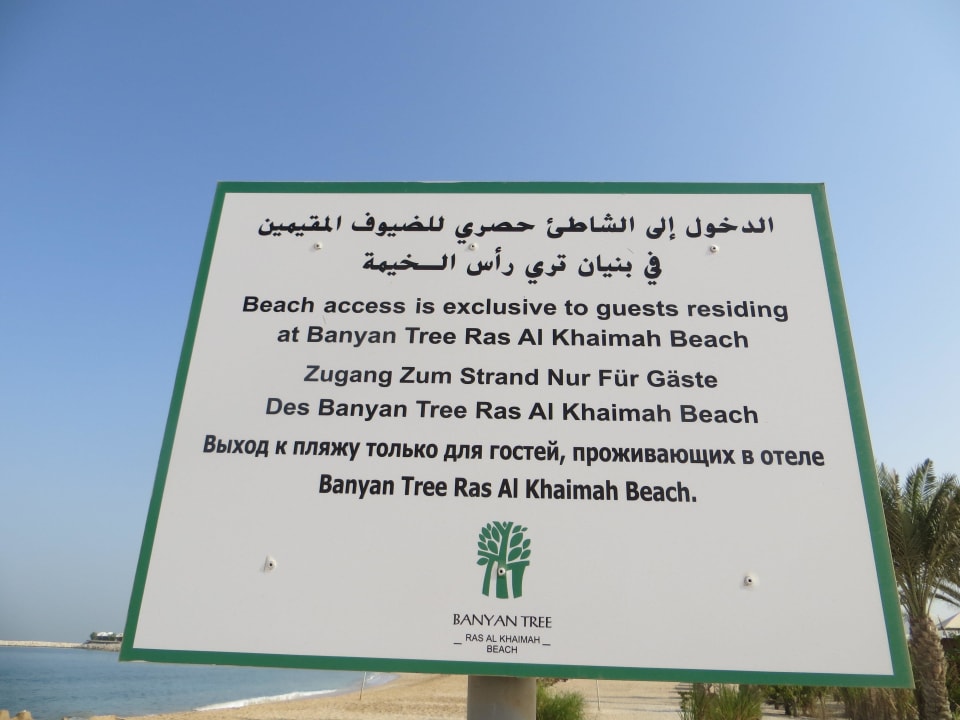 الدخول إلى الشاطئ حصري للضيوف المقيمين
في بنيان تري رأس الـخيمة
Beach access is exclusive to guests residing
at Banyan Tree Ras Al Khaimah Beach
Zugang Zum Strand Nur Für Gäste
Des Banyan Tree Ras Al Khaimah Beach
Выход к пляжу только для гостей, проживающих в отеле
Banyan Tree Ras Al Khaimah Beach.
BANYAN TREE
RAS AL KHAIMAH
BEACH